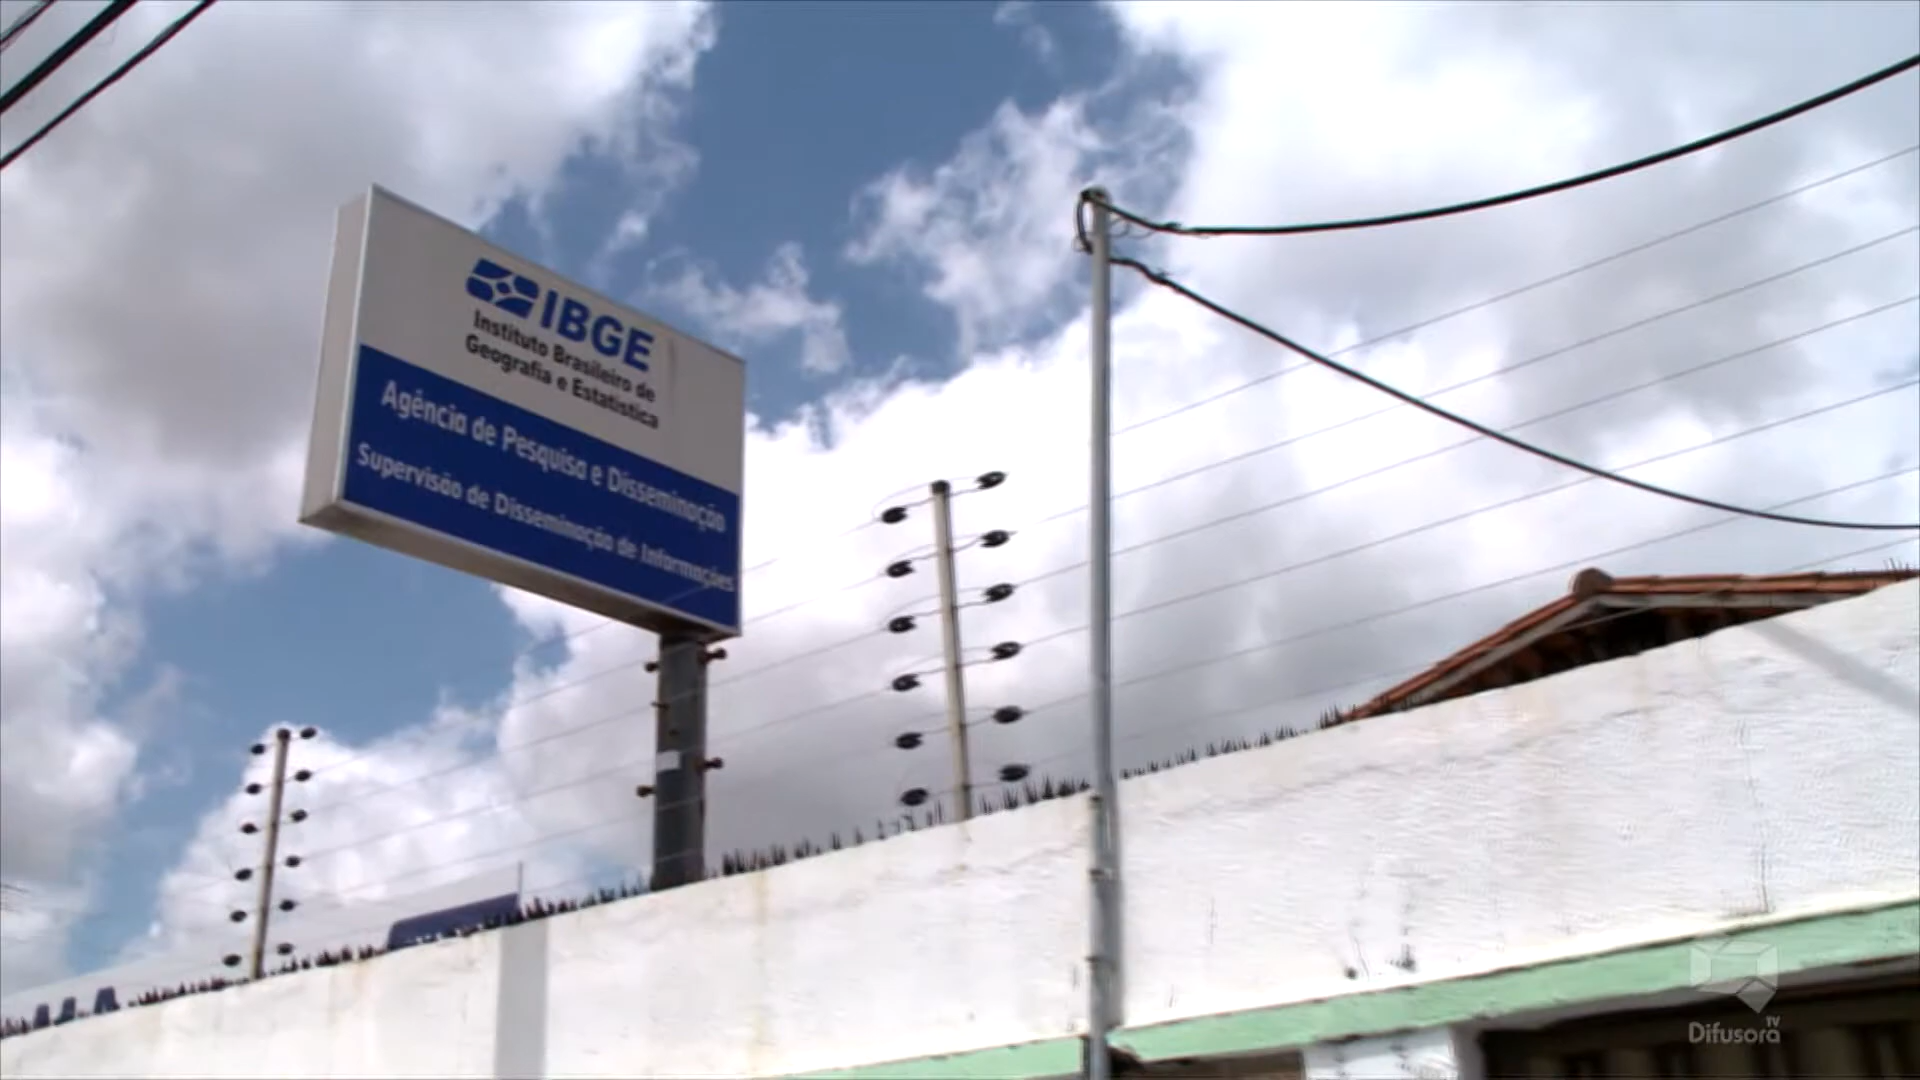 IBGE
Instituto Brasileiro de
Geografia e Estatística
Agência de Pesquisa e Disseminação
Supervisão de Disseminação de Informações
TV
Difusora